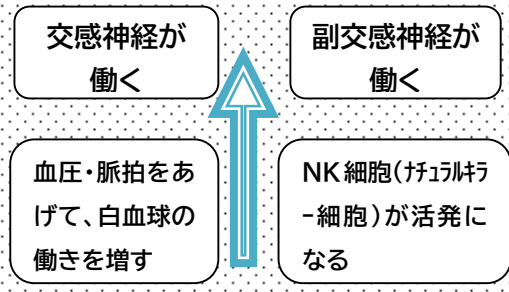 交感神経が
働く
副交感神経が
働く
血圧・脈拍をあ
げて、白血球の
働きを増す
NK細胞(ﾅﾁｭﾗﾙｷﾗ
ｰ細胞)が活発に
なる